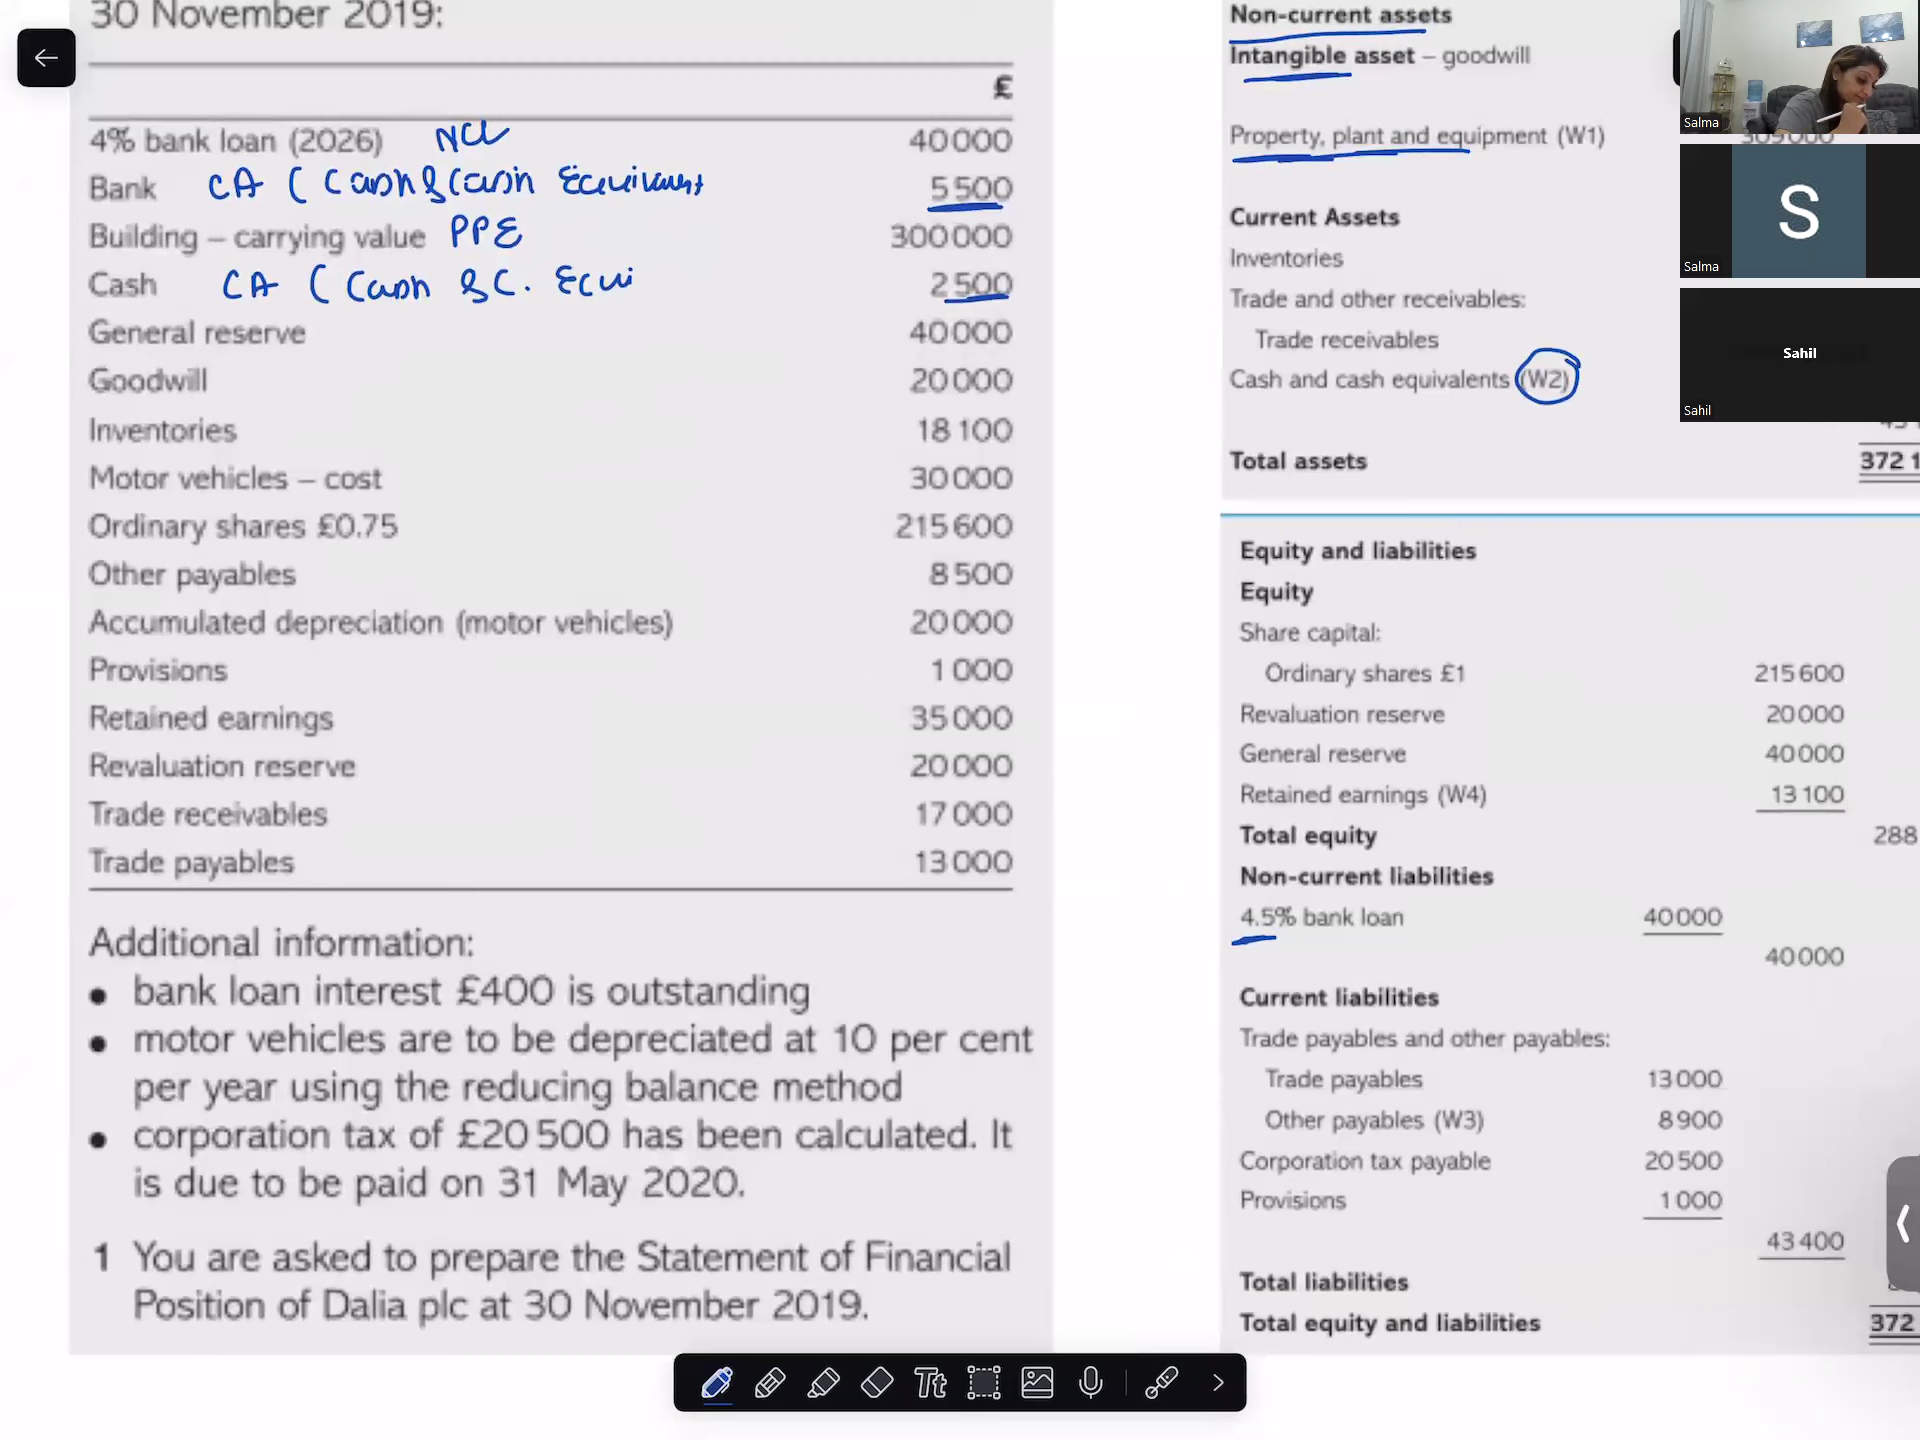 30 November 2019:
£
4% bank loan (2026) NCL 40000
Bank CA ( Cash & Cash Equivalent 5500
Building – carrying value PPE 300000
Cash CA ( Cash & C. Equi 2500
General reserve 40000
Goodwill 20000
Inventories 18100
Motor vehicles – cost 30000
Ordinary shares £0.75 215600
Other payables 8500
Accumulated depreciation (motor vehicles) 20000
Provisions 1000
Retained earnings 35000
Revaluation reserve 20000
Trade receivables 17000
Trade payables 13000
Additional information:
● bank loan interest £400 is outstanding
● motor vehicles are to be depreciated at 10 per cent
per year using the reducing balance method
● corporation tax of £20500 has been calculated. It
is due to be paid on 31 May 2020.
1 You are asked to prepare the Statement of Financial
Position of Dalia plc at 30 November 2019.
Non-current assets
Intangible asset – goodwill
Property, plant and equipment (W1) 309000
Current Assets
Inventories
Trade and other receivables:
Trade receivables
Cash and cash equivalents (W2)
Total assets 372 1
Equity and liabilities
Equity
Share capital:
Ordinary shares £1 215600
Revaluation reserve 20000
General reserve 40000
Retained earnings (W4) 13100
Total equity 288
Non-current liabilities
4.5% bank loan 40000
40000
Current liabilities
Trade payables and other payables:
Trade payables 13000
Other payables (W3) 8900
Corporation tax payable 20500
Provisions 1000
43400
Total liabilities
Total equity and liabilities 372
Salma
S
Salma
Sahil
Sahil
Tt